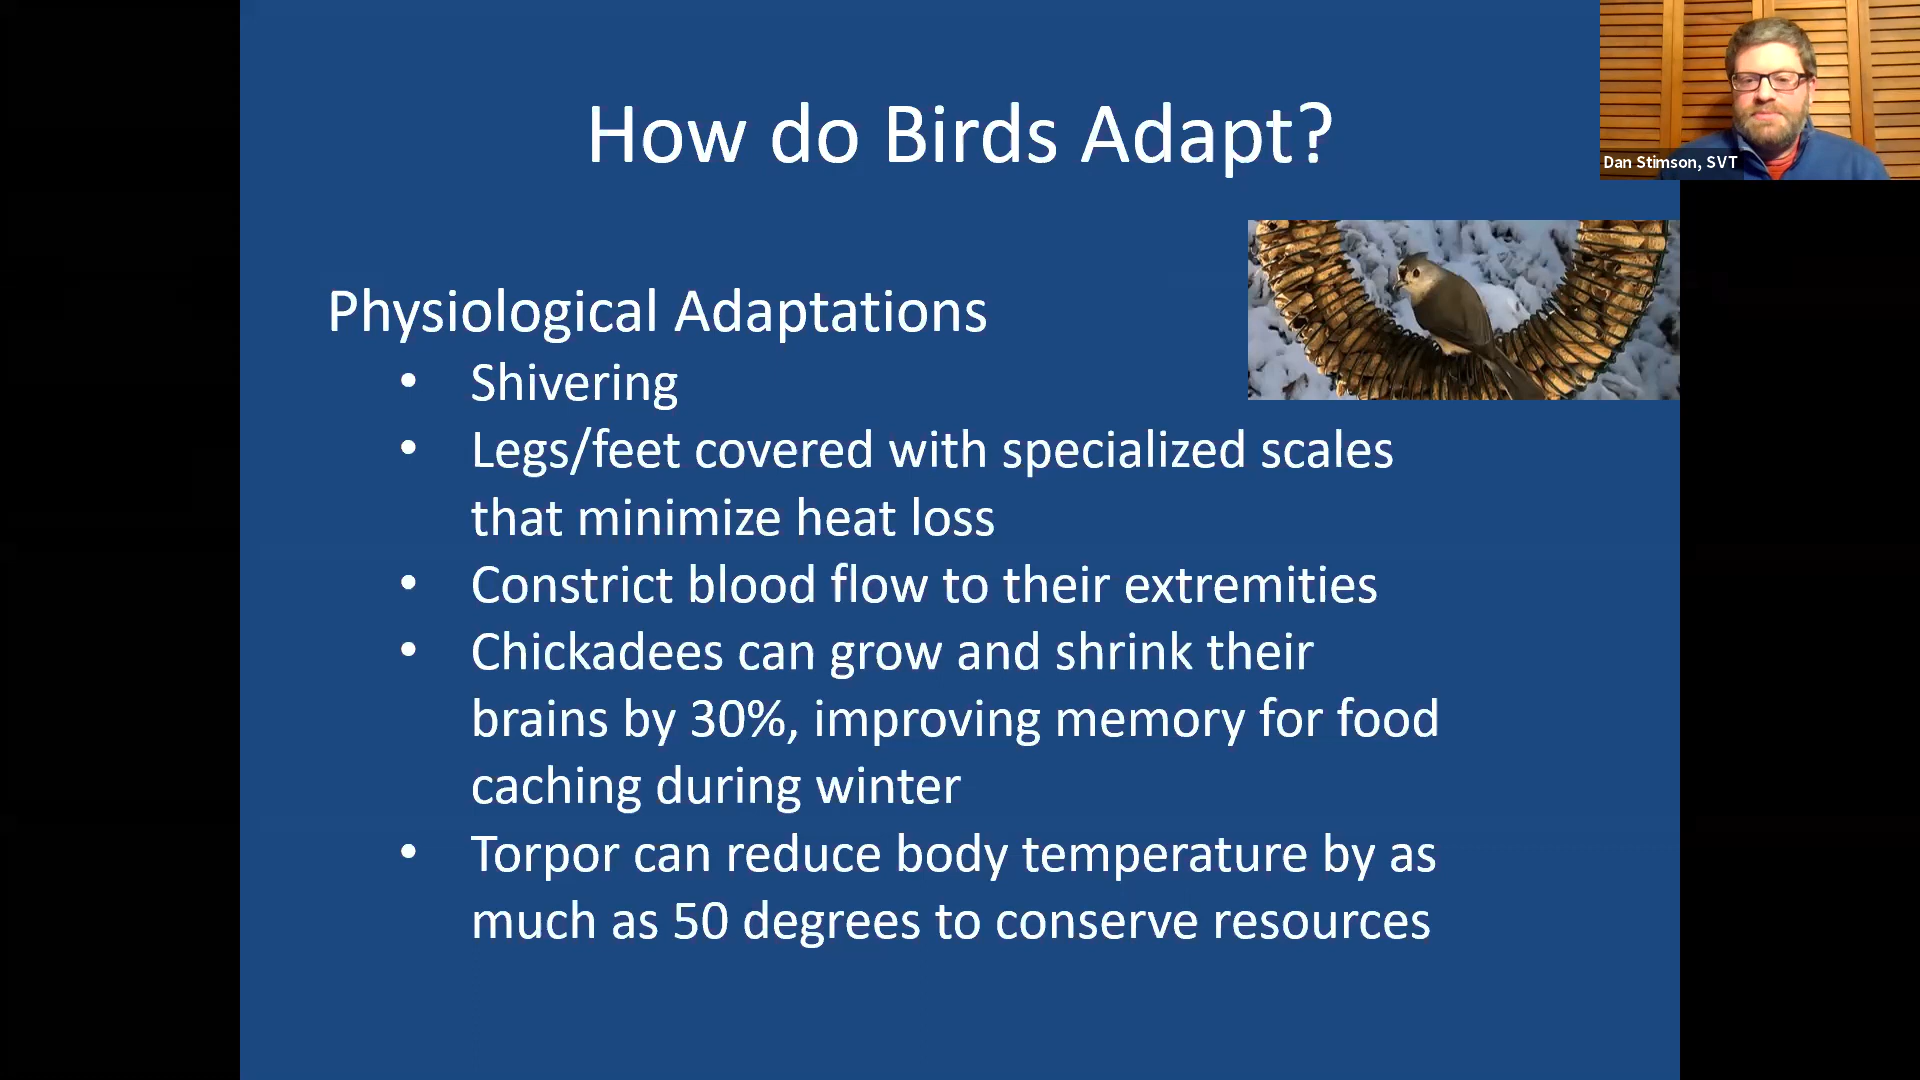 How do Birds Adapt?
Dan Stimson, SVT
Physiological Adaptations
• Shivering
• Legs/feet covered with specialized scales
that minimize heat loss
• Constrict blood flow to their extremities
• Chickadees can grow and shrink their
brains by 30%, improving memory for food
caching during winter
• Torpor can reduce body temperature by as
much as 50 degrees to conserve resources